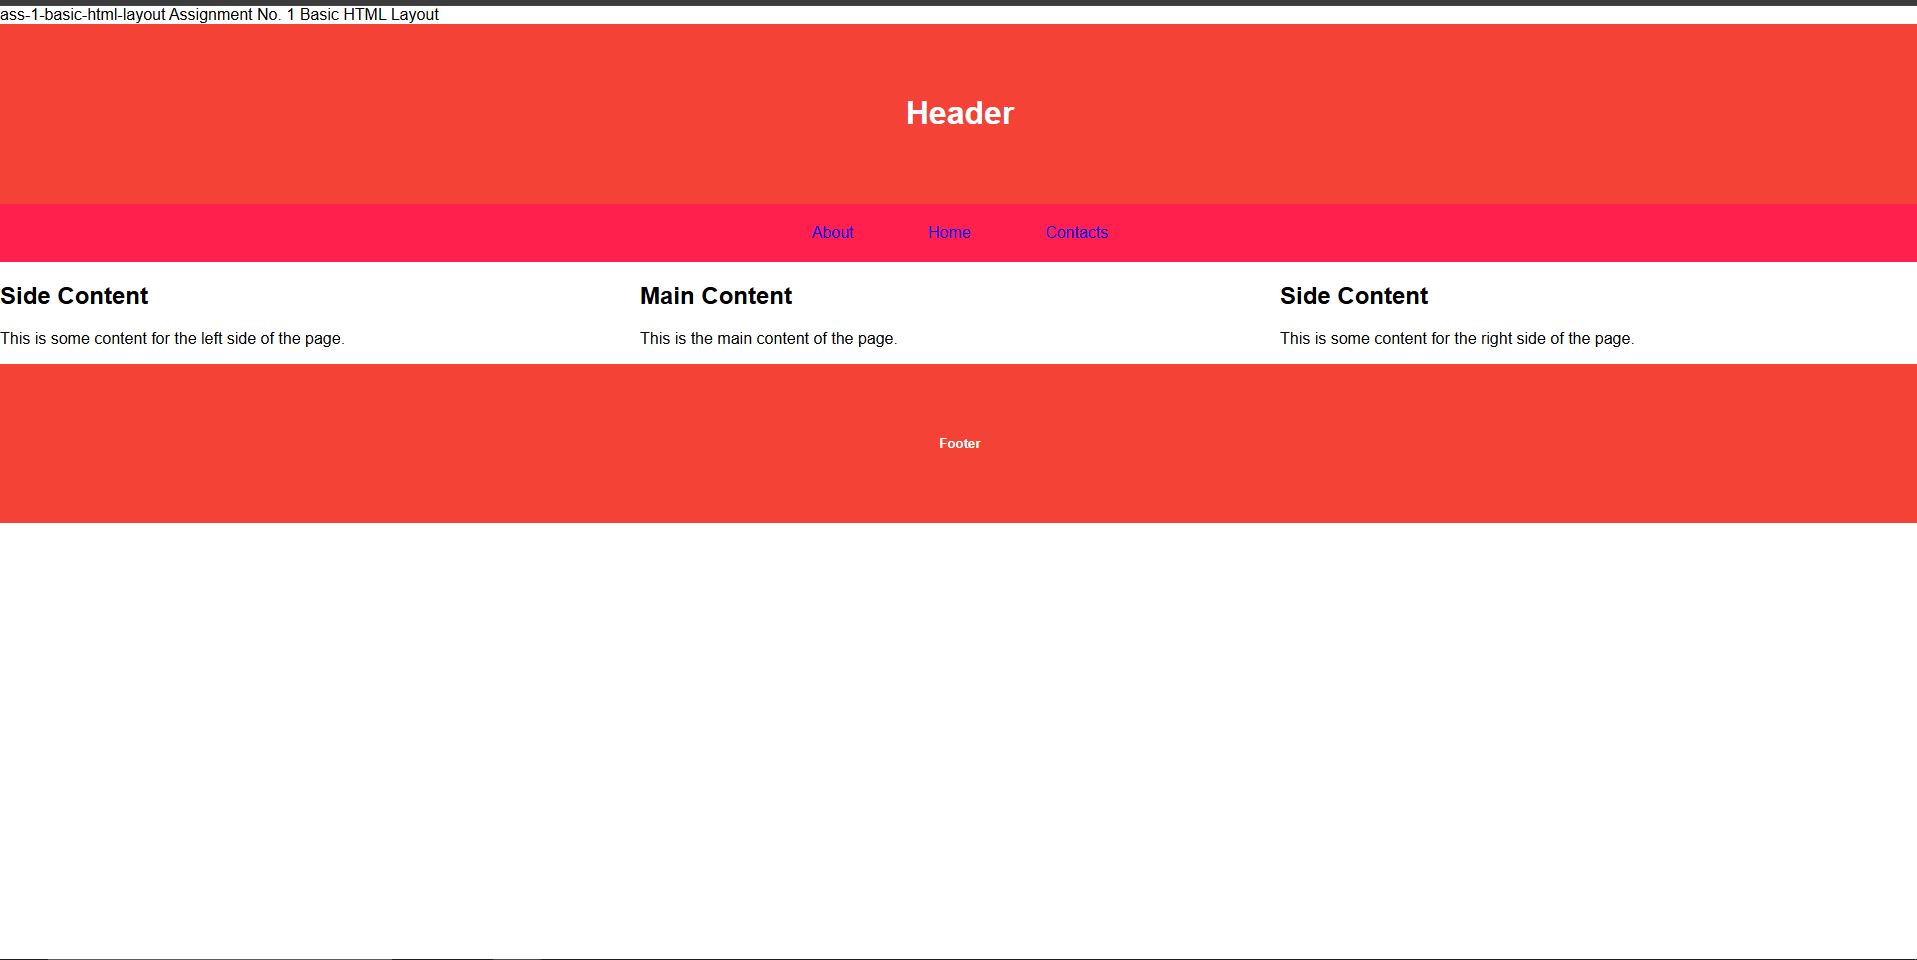 ass-1-basic-html-layout Assignment No. 1 Basic HTML Layout
Header
About Home Contacts
Side Content
This is some content for the left side of the page.
Main Content
This is the main content of the page.
Side Content
This is some content for the right side of the page.
Footer